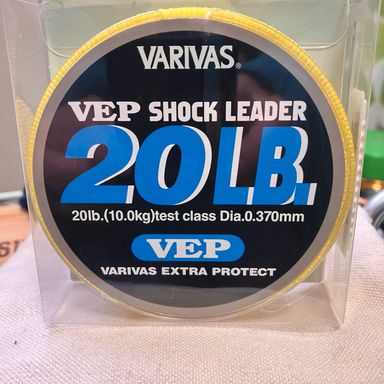 VARIVAS®
VEP SHOCK LEADER
20LB.
20lb.(10.0kg)test class Dia.0.370mm
VEP
VARIVAS EXTRA PROTECT